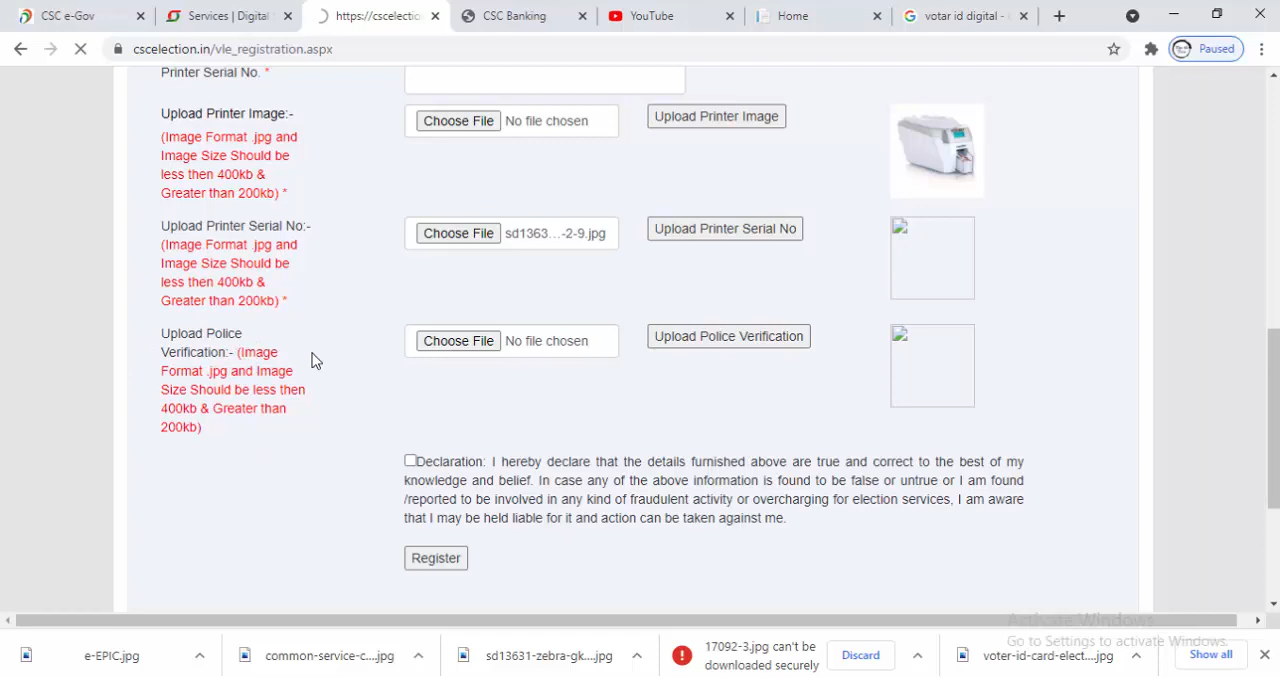 CSC e-Gov
Services | Digital
https://cscelectio
CSC Banking
YouTube
Home
votar id digital -
cscelection.in/vle_registration.aspx
Paused
Printer Serial No. *
Upload Printer Image:-
(Image Format .jpg and
Image Size Should be
less then 400kb &
Greater than 200kb) *
Choose File No file chosen
Upload Printer Image
Upload Printer Serial No:-
(Image Format .jpg and
Image Size Should be
less then 400kb &
Greater than 200kb) *
Choose File sd1363...-2-9.jpg
Upload Printer Serial No
Upload Police
Verification:- (Image
Format .jpg and Image
Size Should be less then
400kb & Greater than
200kb)
Choose File No file chosen
Upload Police Verification
Declaration: I hereby declare that the details furnished above are true and correct to the best of my
knowledge and belief. In case any of the above information is found to be false or untrue or I am found
/reported to be involved in any kind of fraudulent activity or overcharging for election services, I am aware
that I may be held liable for it and action can be taken against me.
Register
Activate Windows
Go to Settings to activate Windows.
e-EPIC.jpg
common-service-c....jpg
sd13631-zebra-gk....jpg
17092-3.jpg can't be
downloaded securely
Discard
voter-id-card-elect....jpg
Show all